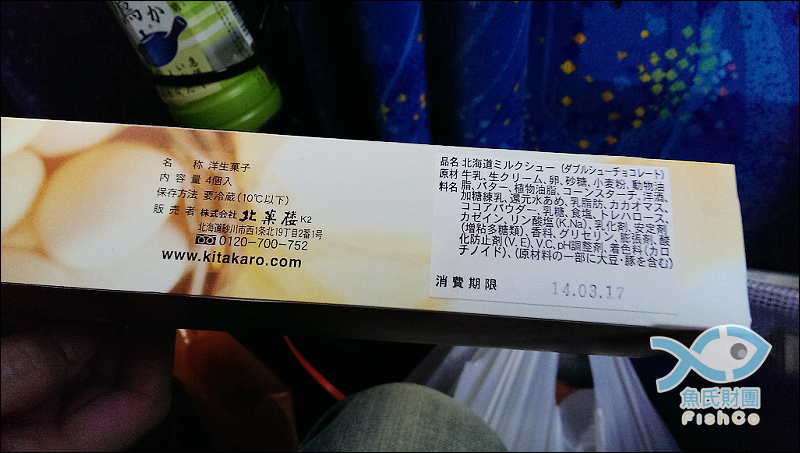 名 称 洋生菓子
内 容 量 4個入
保存方法 要冷蔵(10℃以下)
販 売 者 株式会社 北菓楼 K2
北海道砂川市西1条北19丁目2番1号
0120-700-752
www.kitakaro.com
品名 北海道ミルクシュー(ダブルシューチョコレート)
原材 牛乳、生クリーム、卵、砂糖、小麦粉、動物油
料名 脂、バター、植物油脂、コーンスターチ、洋酒、
加糖練乳、還元水あめ、乳脂肪、カカオマス、
ココアパウダー、乳糖、食塩、トレハロース、
カゼイン、リン酸塩(K,Na)、乳化剤、安定剤
(増粘多糖類)、香料、グリセリン、膨張剤、酸
化防止剤(V.E)、V.C、pH調整剤、着色料(カロ
チノイド)、(原材料の一部に大豆・豚を含む)
消費期限 14.03.17
魚氏財團
FishCo